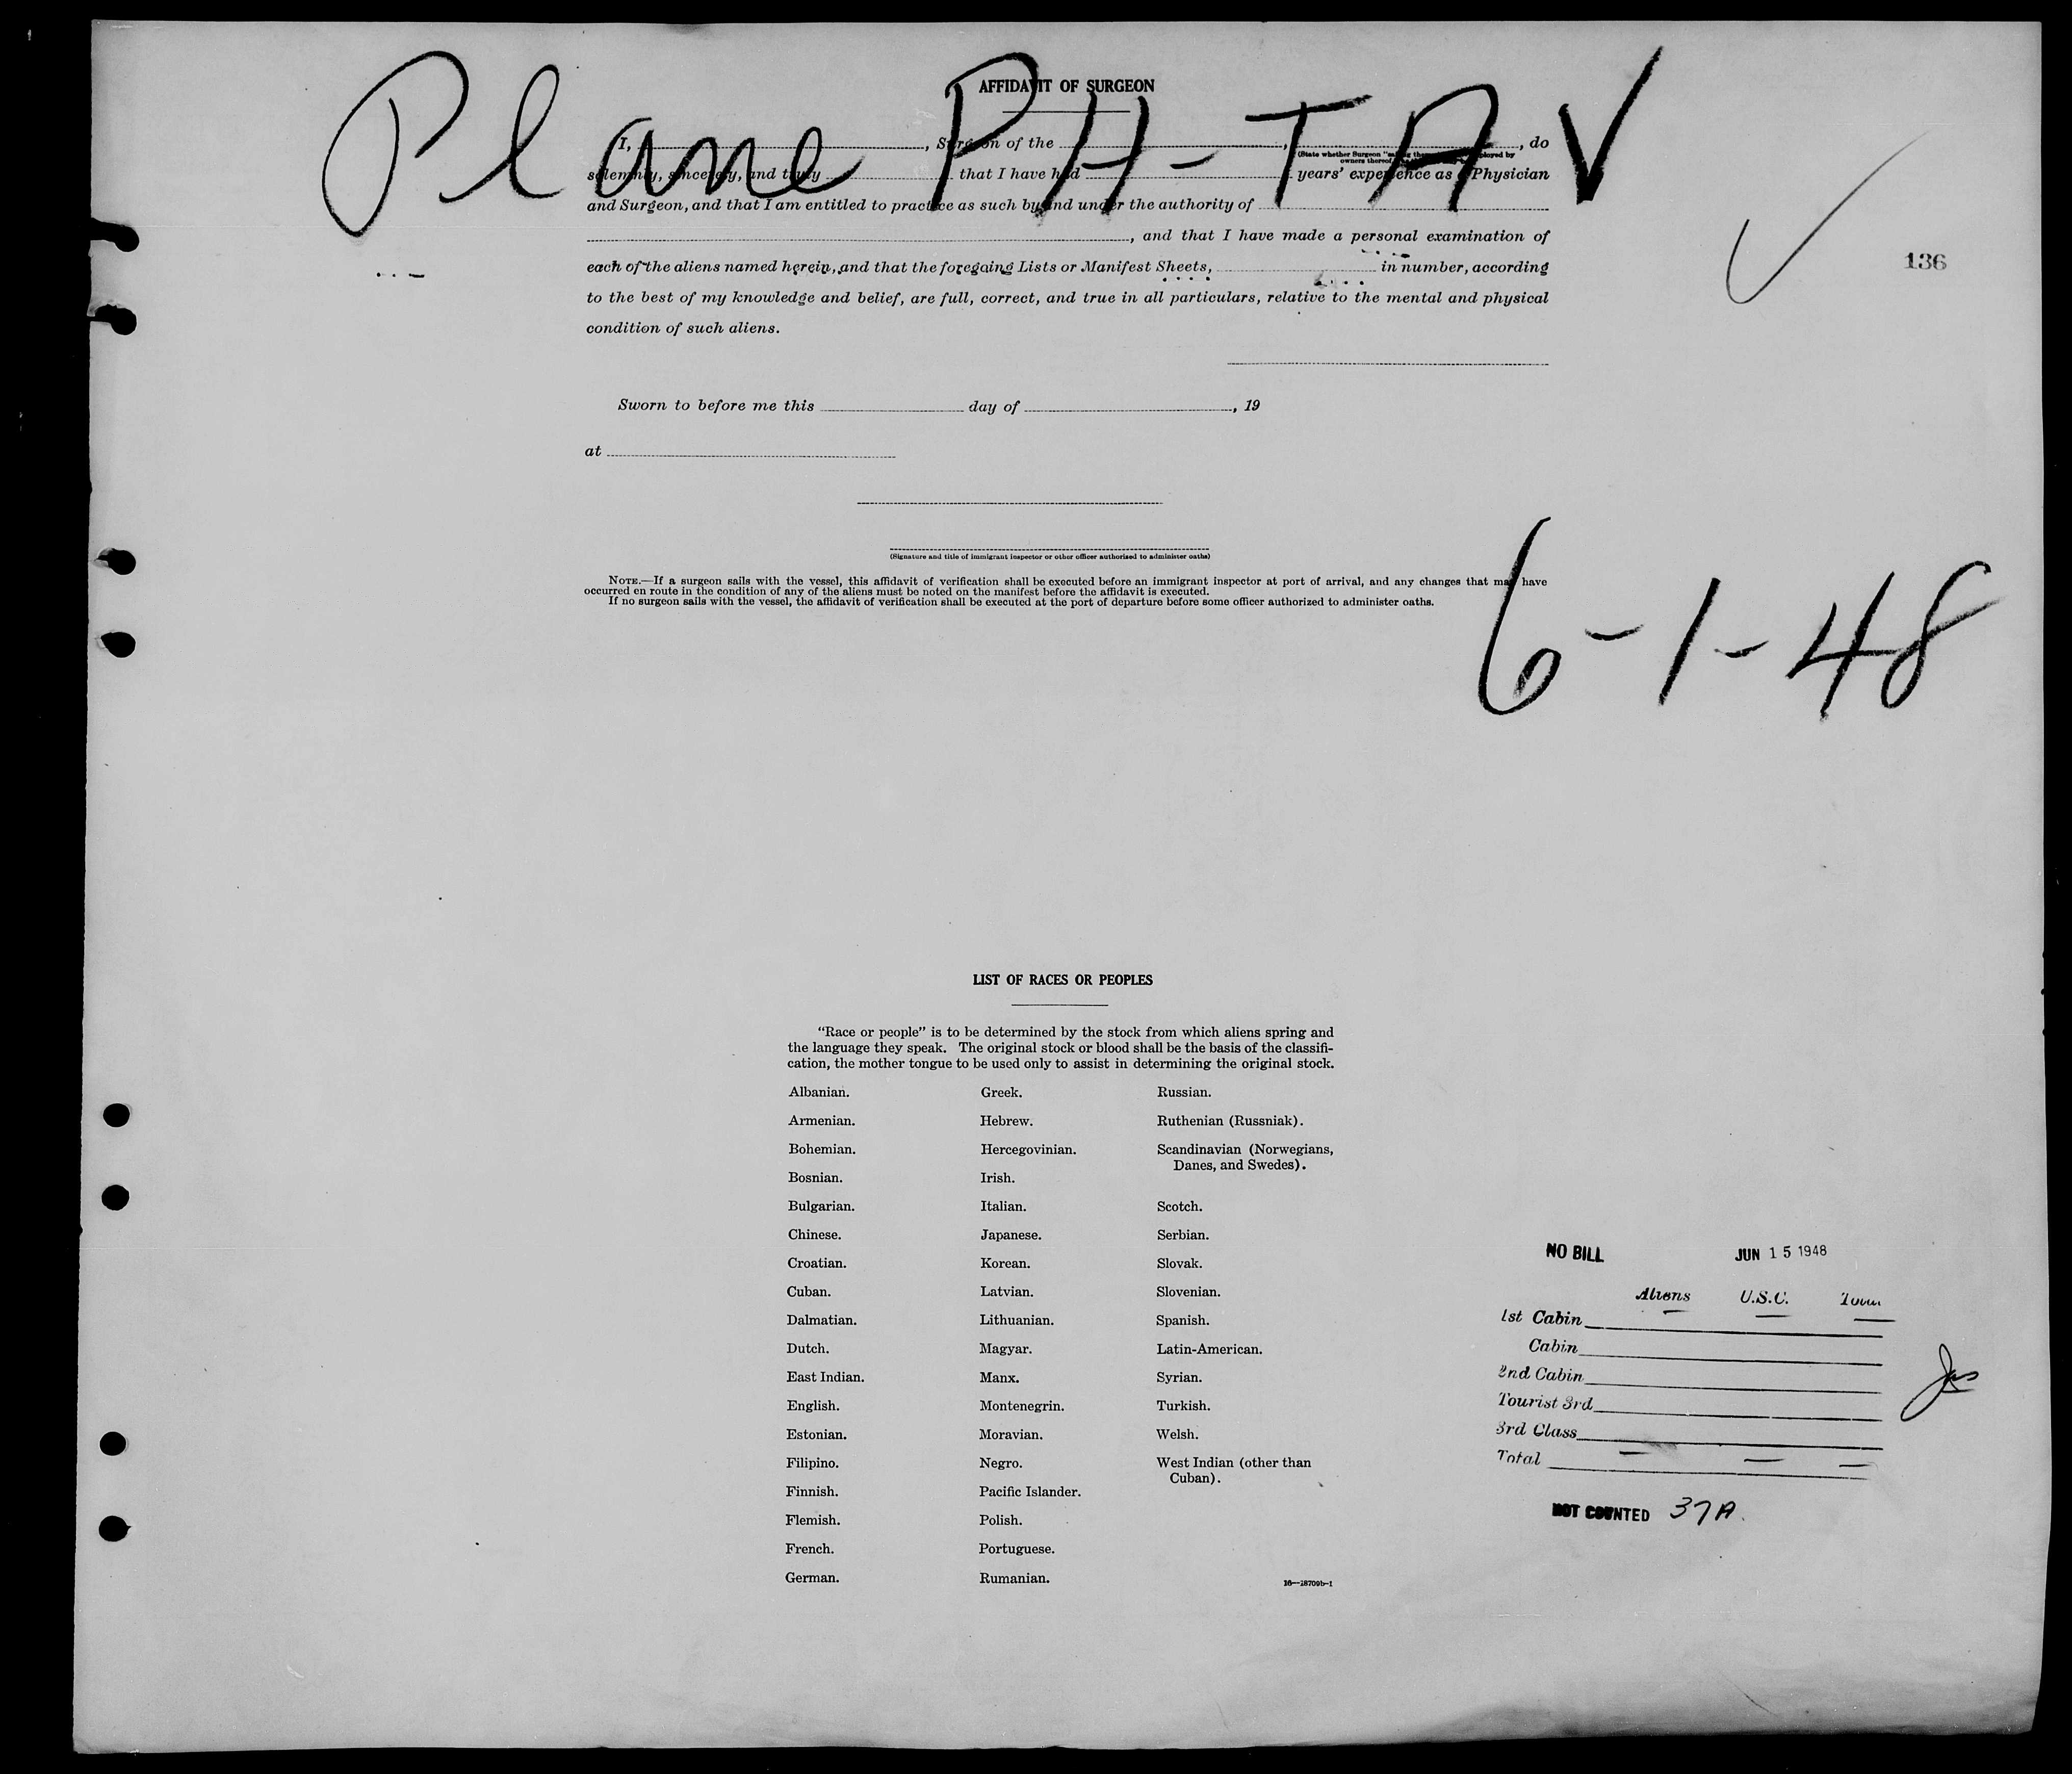 Plane PH-TAV
AFFIDAVIT OF SURGEON
I, , Surgeon of the , , do
(State whether Surgeon
owners thereof
solemnly, sincerely, and truly that I have had years' experience as a Physician
and Surgeon, and that I am entitled to practice as such by and under the authority of
, and that I have made a personal examination of
136
each of the aliens named herein, and that the foregoing Lists or Manifest Sheets, in number, according
to the best of my knowledge and belief, are full, correct, and true in all particulars, relative to the mental and physical
condition of such aliens.
Sworn to before me this day of , 19
at
(Signature and title of immigrant inspector or other officer authorized to administer oaths)
NOTE.—If a surgeon sails with the vessel, this affidavit of verification shall be executed before an immigrant inspector at port of arrival, and any changes that may have
occurred en route in the condition of any of the aliens must be noted on the manifest before the affidavit is executed.
If no surgeon sails with the vessel, the affidavit of verification shall be executed at the port of departure before some officer authorized to administer oaths.
6-1-48
LIST OF RACES OR PEOPLES
"Race or people" is to be determined by the stock from which aliens spring and
the language they speak. The original stock or blood shall be the basis of the classifi-
cation, the mother tongue to be used only to assist in determining the original stock.
Albanian. Greek. Russian.
Armenian. Hebrew. Ruthenian (Russniak).
Bohemian. Hercegovinian. Scandinavian (Norwegians,
Danes, and Swedes).
Bosnian. Irish.
Bulgarian. Italian. Scotch.
Chinese. Japanese. Serbian.
Croatian. Korean. Slovak.
Cuban. Latvian. Slovenian.
Dalmatian. Lithuanian. Spanish.
Dutch. Magyar. Latin-American.
East Indian. Manx. Syrian.
English. Montenegrin. Turkish.
Estonian. Moravian. Welsh.
Filipino. Negro. West Indian (other than
Cuban).
Finnish. Pacific Islander.
Flemish. Polish.
French. Portuguese.
German. Rumanian.
16—18709b-1
NO BILL JUN 15 1948
Aliens U.S.C. Total
1st Cabin
Cabin
2nd Cabin
Tourist 3rd
3rd Class
Total
NOT COUNTED 37A.